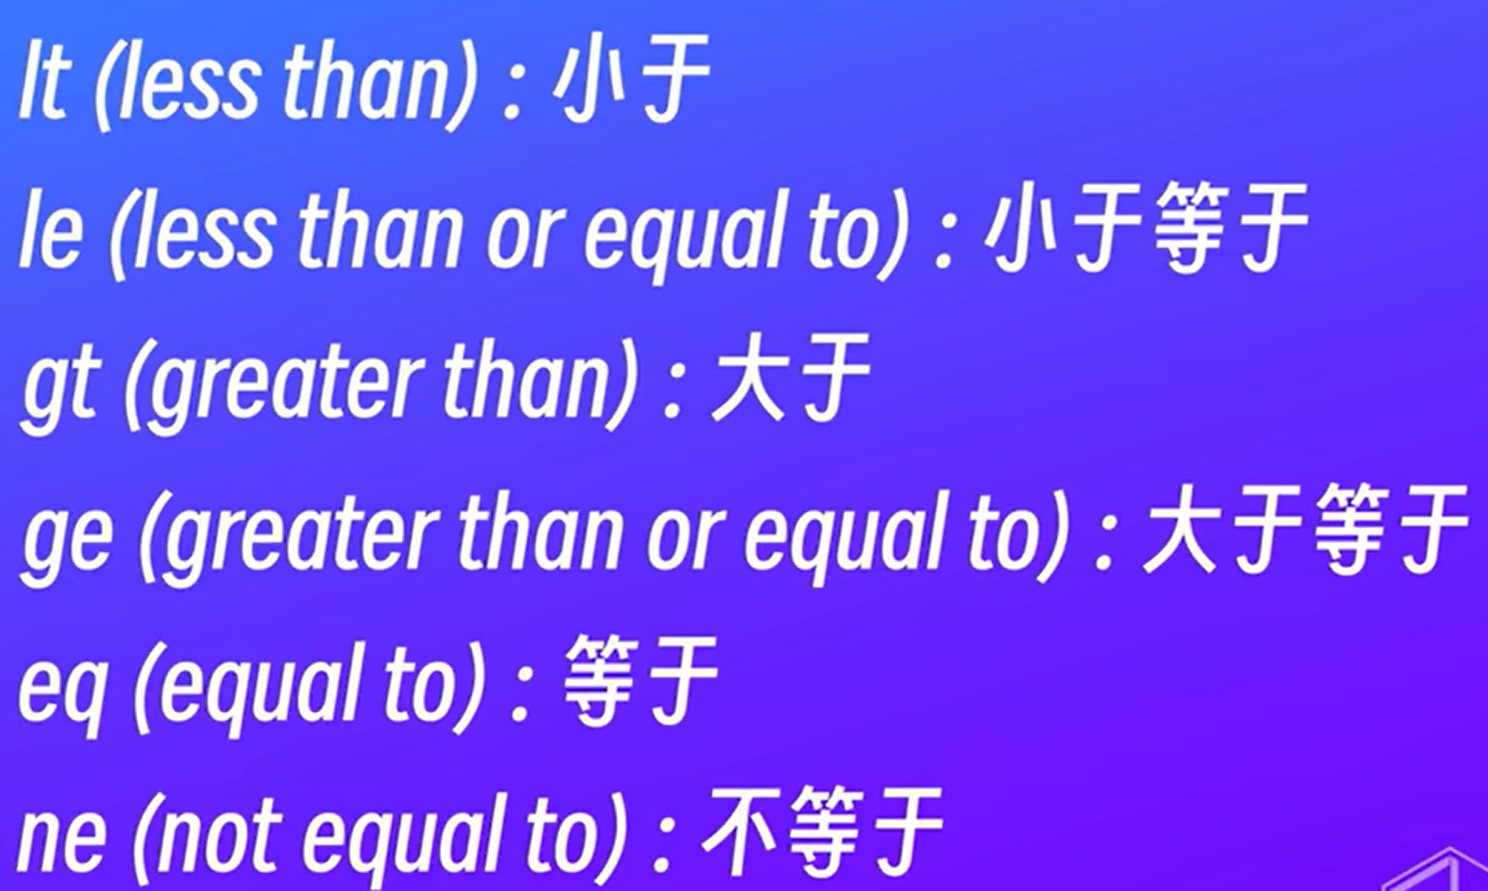 lt (less than) : 小于
le (less than or equal to) : 小于等于
gt (greater than) : 大于
ge (greater than or equal to) : 大于等于
eq (equal to) : 等于
ne (not equal to) : 不等于